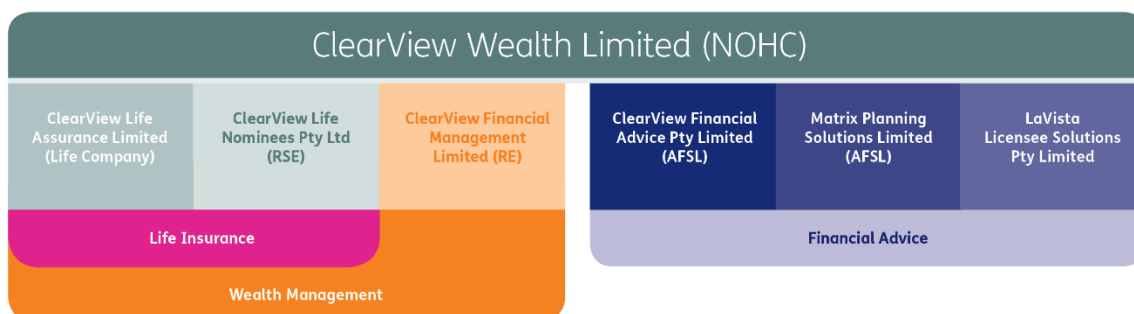 ClearView Wealth Limited (NOHC)
ClearView Life
Assurance Limited
(Life Company)
ClearView Life
Nominees Pty Ltd
(RSE)
ClearView Financial
Management
Limited (RE)
ClearView Financial
Advice Pty Limited
(AFSL)
Matrix Planning
Solutions Limited
(AFSL)
LaVista
Licensee Solutions
Pty Limited
Life Insurance
Financial Advice
Wealth Management